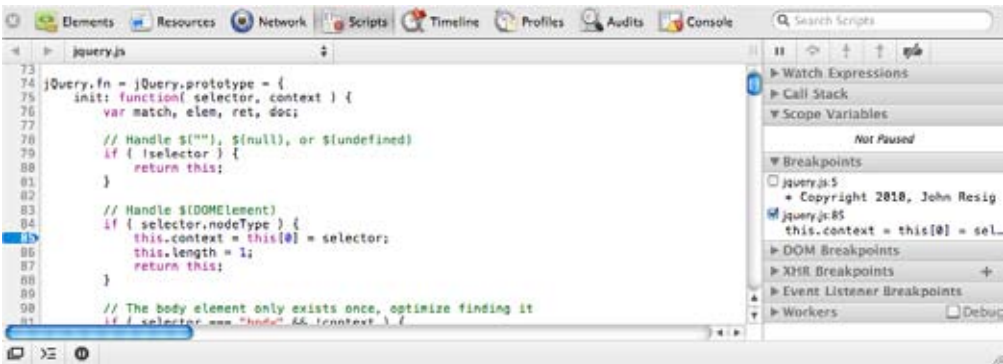 Elements Resources Network Scripts Timeline Profiles Audits Console Search Scripts
jquery.js
73
74 jQuery.fn = jQuery.prototype = {
75 init: function( selector, context ) {
76 var match, elem, ret, doc;
77
78 // Handle $(""), $(null), or $(undefined)
79 if ( !selector ) {
80 return this;
81 }
82
83 // Handle $(DOMElement)
84 if ( selector.nodeType ) {
85 this.context = this[0] = selector;
86 this.length = 1;
87 return this;
88 }
89
90 // The body element only exists once, optimize finding it
91 if ( selector === "body" && !context ) {
Watch Expressions
Call Stack
Scope Variables
Not Paused
Breakpoints
jquery.js:5
* Copyright 2010, John Resig
jquery.js:85
this.context = this[0] = sel…
DOM Breakpoints
XHR Breakpoints +
Event Listener Breakpoints
Workers Debug